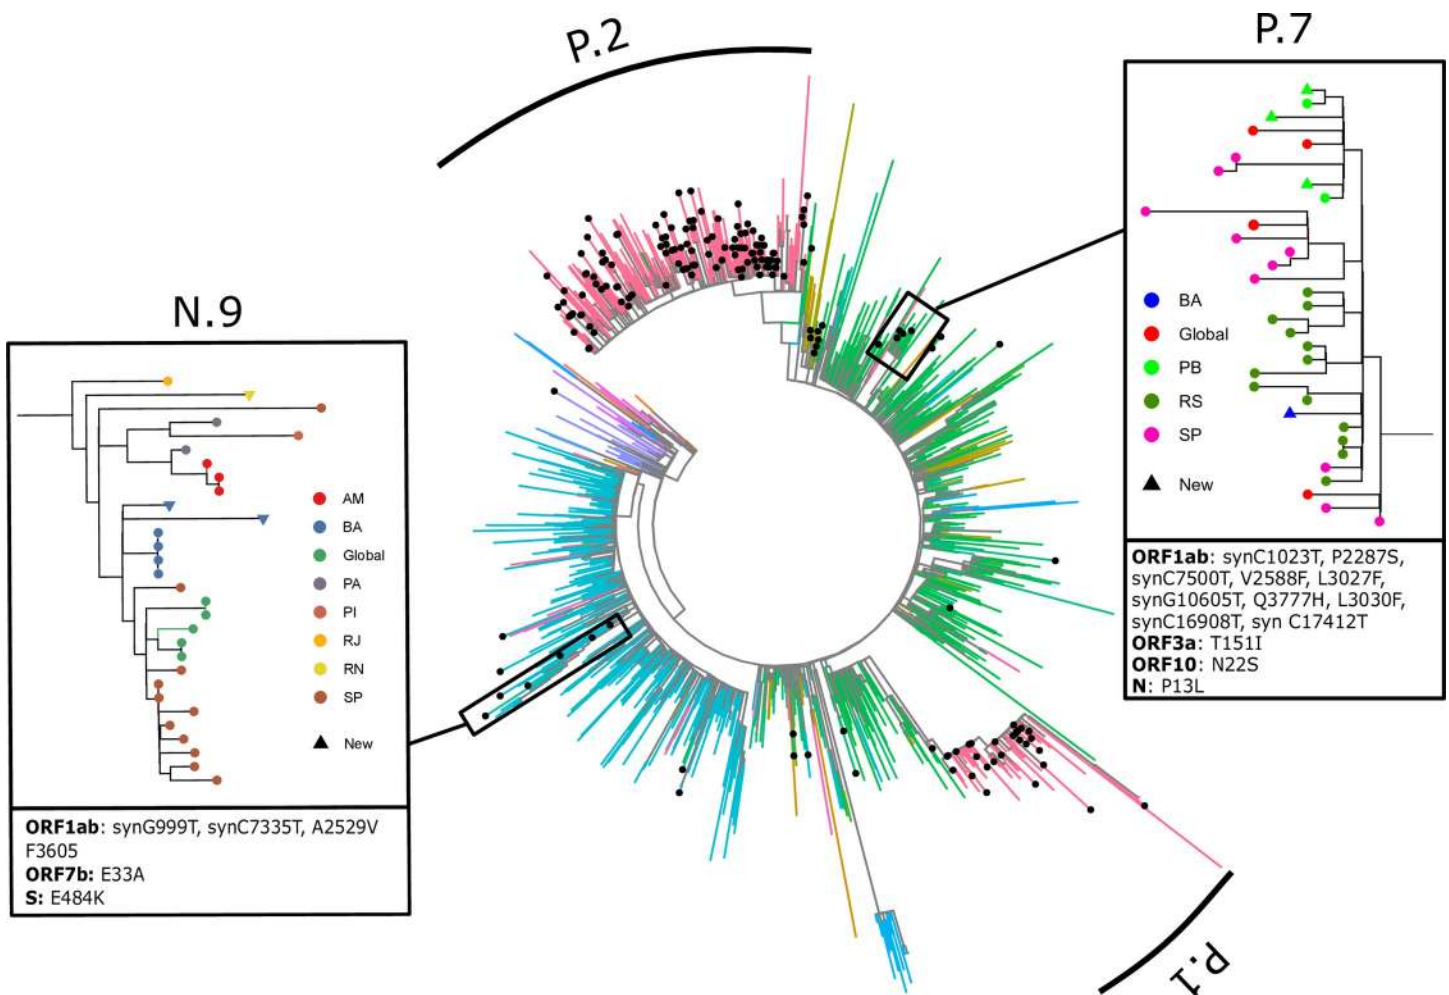 P.2
P.7
BA
Global
PB
RS
SP
New
ORF1ab: synC1023T, P2287S,
synC7500T, V2588F, L3027F,
synG10605T, Q3777H, L3030F,
synC16908T, syn C17412T
ORF3a: T151I
ORF10: N22S
N: P13L
N.9
AM
BA
Global
PA
PI
RJ
RN
SP
New
ORF1ab: synG999T, synC7335T, A2529V
F3605
ORF7b: E33A
S: E484K
P.1